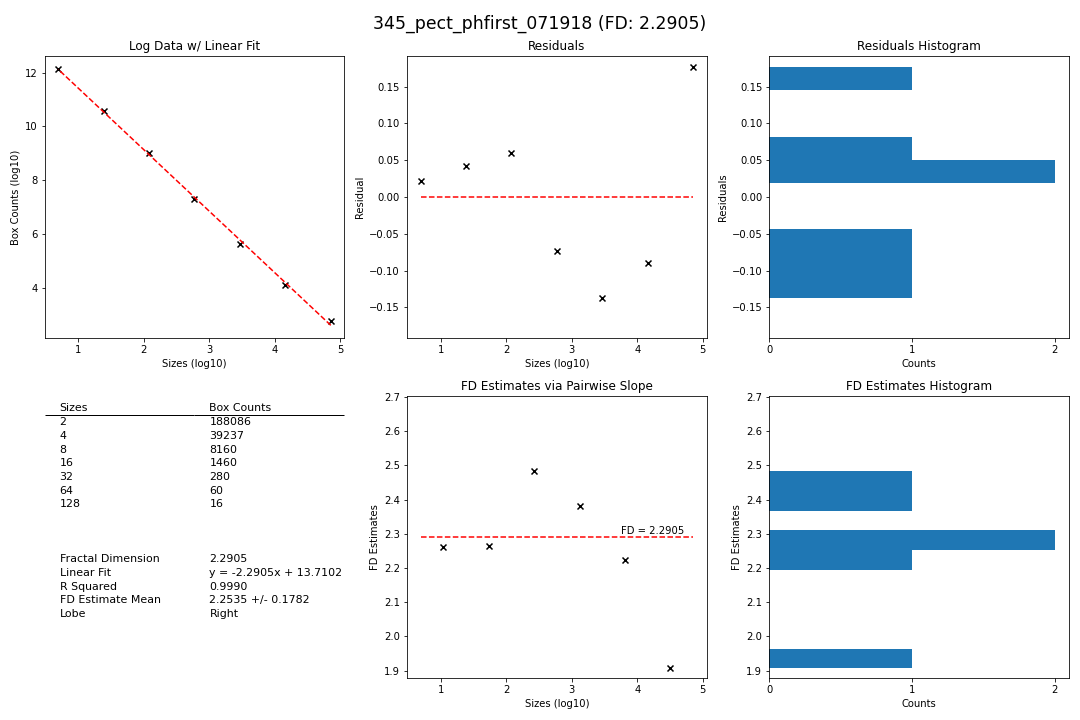 345_pect_phfirst_071918 (FD: 2.2905)
Log Data w/ Linear Fit
12
10
8
6
4
Box Counts (log10)
1 2 3 4 5
Sizes (log10)
Residuals
0.15
0.10
0.05
0.00
−0.05
−0.10
−0.15
Residual
1 2 3 4 5
Sizes (log10)
Residuals Histogram
0.15
0.10
0.05
0.00
−0.05
−0.10
−0.15
Residuals
0 1 2
Counts
Sizes Box Counts
2 188086
4 39237
8 8160
16 1460
32 280
64 60
128 16
Fractal Dimension 2.2905
Linear Fit y = -2.2905x + 13.7102
R Squared 0.9990
FD Estimate Mean 2.2535 +/- 0.1782
Lobe Right
FD Estimates via Pairwise Slope
2.7
2.6
2.5
2.4
2.3
2.2
2.1
2.0
1.9
FD Estimates
FD = 2.2905
1 2 3 4 5
Sizes (log10)
FD Estimates Histogram
2.7
2.6
2.5
2.4
2.3
2.2
2.1
2.0
1.9
FD Estimates
0 1 2
Counts